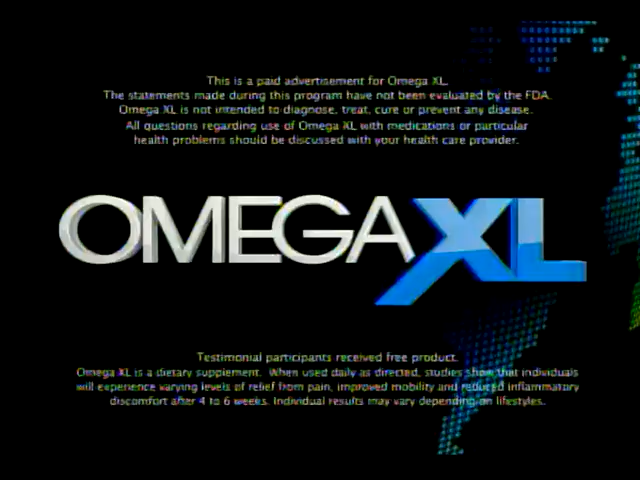 This is a paid advertisement for Omega XL.
The statements made during this program have not been evaluated by the FDA.
Omega XL is not intended to diagnose, treat, cure or prevent any disease.
All questions regarding use of Omega XL with medications or particular
health problems should be discussed with your health care provider.
OMEGAXL
Testimonial participants received free product.
Omega XL is a dietary supplement. When used daily as directed, studies show that individuals
will experience varying levels of relief from pain, improved mobility and reduced inflammatory
discomfort after 4 to 6 weeks. Individual results may vary depending on lifestyles.